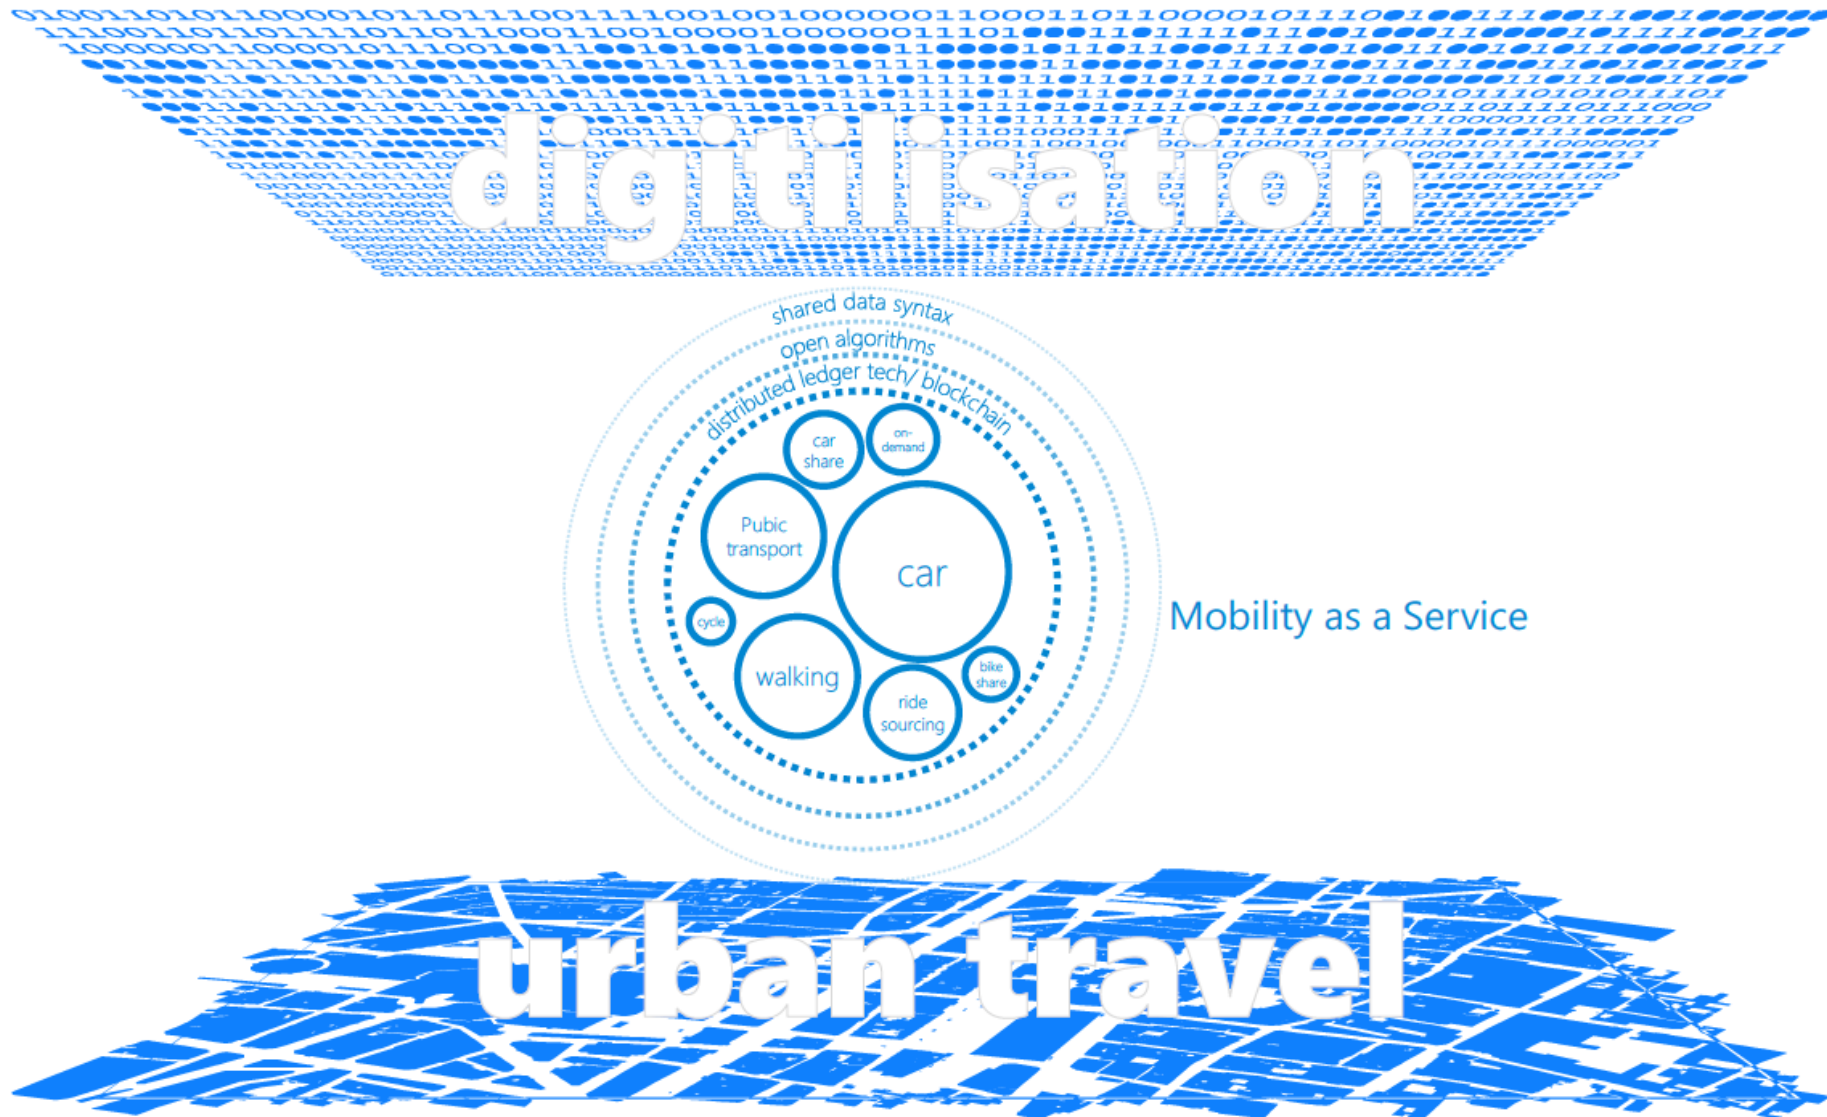 digitilisation
shared data syntax
open algorithms
distributed ledger tech/ blockchain
car
share
on-
demand
Pubic
transport
car
cycle
walking
bike
share
ride
sourcing
Mobility as a Service
urban travel